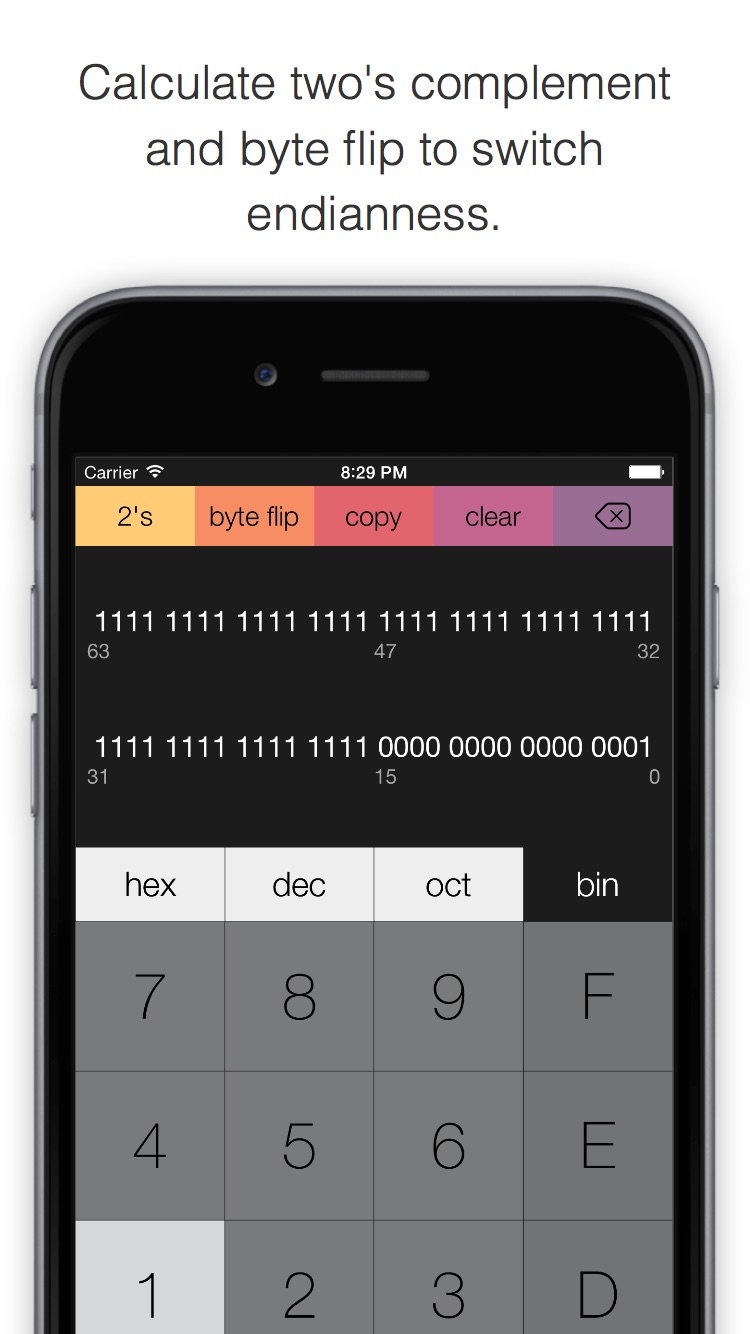 Calculate two's complement
and byte flip to switch
endianness.
Carrier 8:29 PM
2's byte flip copy clear
1111 1111 1111 1111 1111 1111 1111 1111
63 47 32
1111 1111 1111 1111 0000 0000 0000 0001
31 15 0
hex dec oct bin
7 8 9 F
4 5 6 E
1 2 3 D